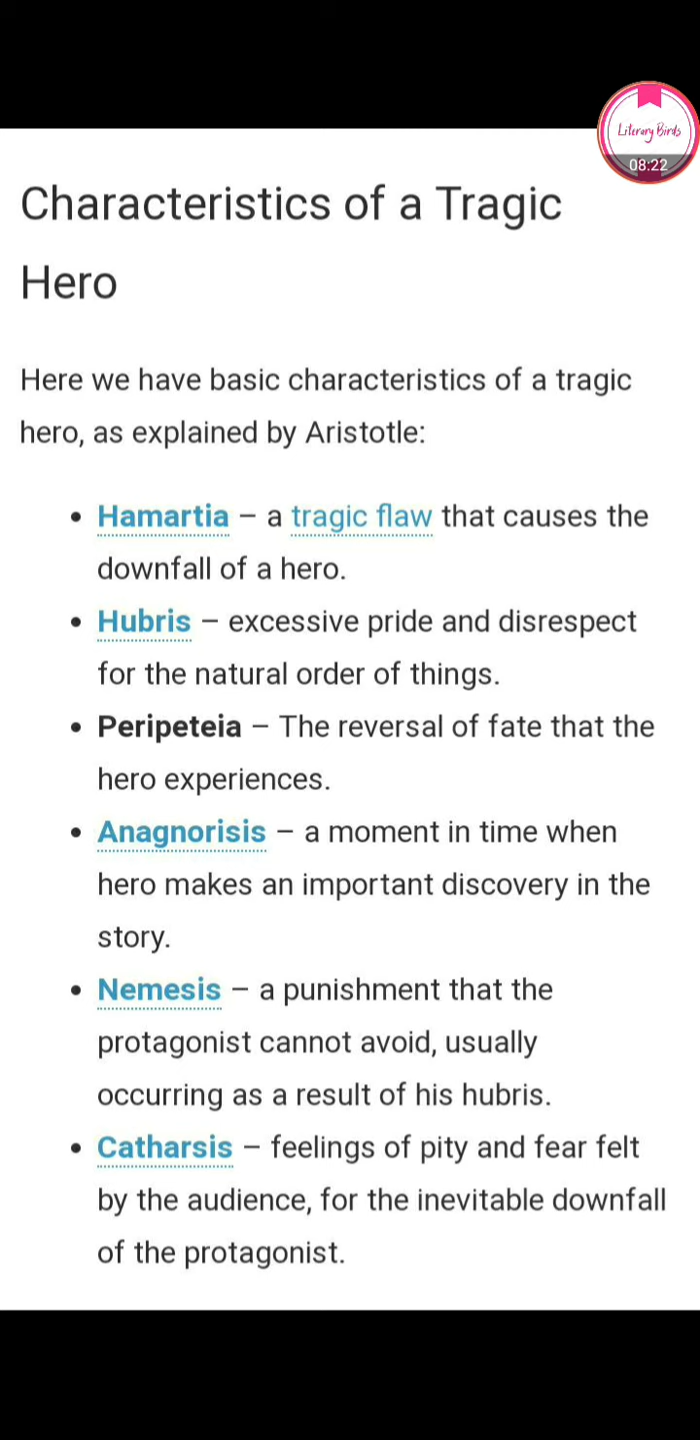 Literary Birds
08:22
Characteristics of a Tragic
Hero
Here we have basic characteristics of a tragic
hero, as explained by Aristotle:
• Hamartia – a tragic flaw that causes the
downfall of a hero.
• Hubris – excessive pride and disrespect
for the natural order of things.
• Peripeteia – The reversal of fate that the
hero experiences.
• Anagnorisis – a moment in time when
hero makes an important discovery in the
story.
• Nemesis – a punishment that the
protagonist cannot avoid, usually
occurring as a result of his hubris.
• Catharsis – feelings of pity and fear felt
by the audience, for the inevitable downfall
of the protagonist.